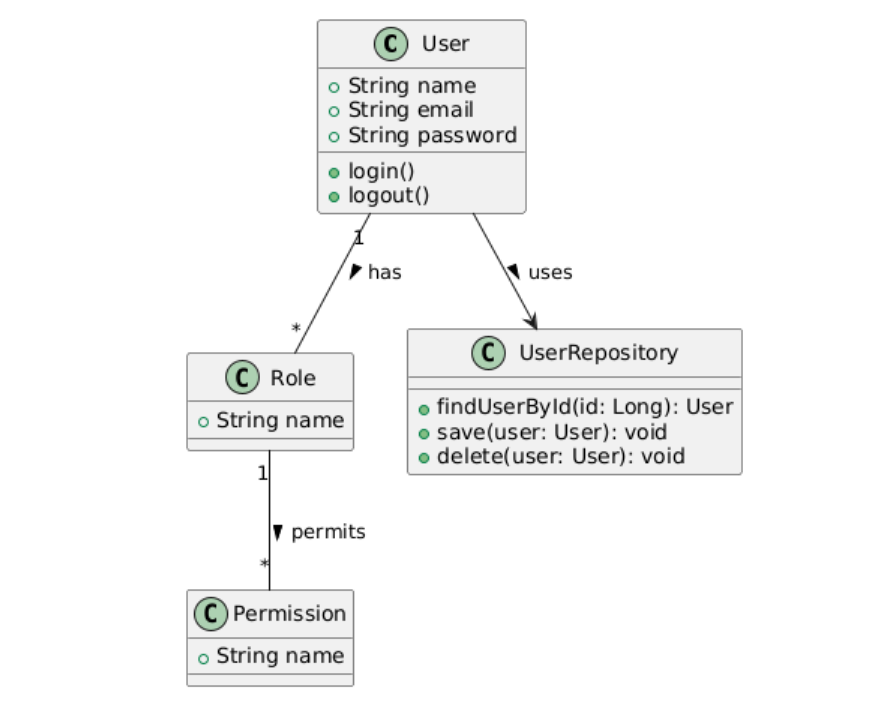 C User
String name
String email
String password
login()
logout()
1
has
uses
*
C Role
String name
C UserRepository
findUserById(id: Long): User
save(user: User): void
delete(user: User): void
1
permits
*
C Permission
String name